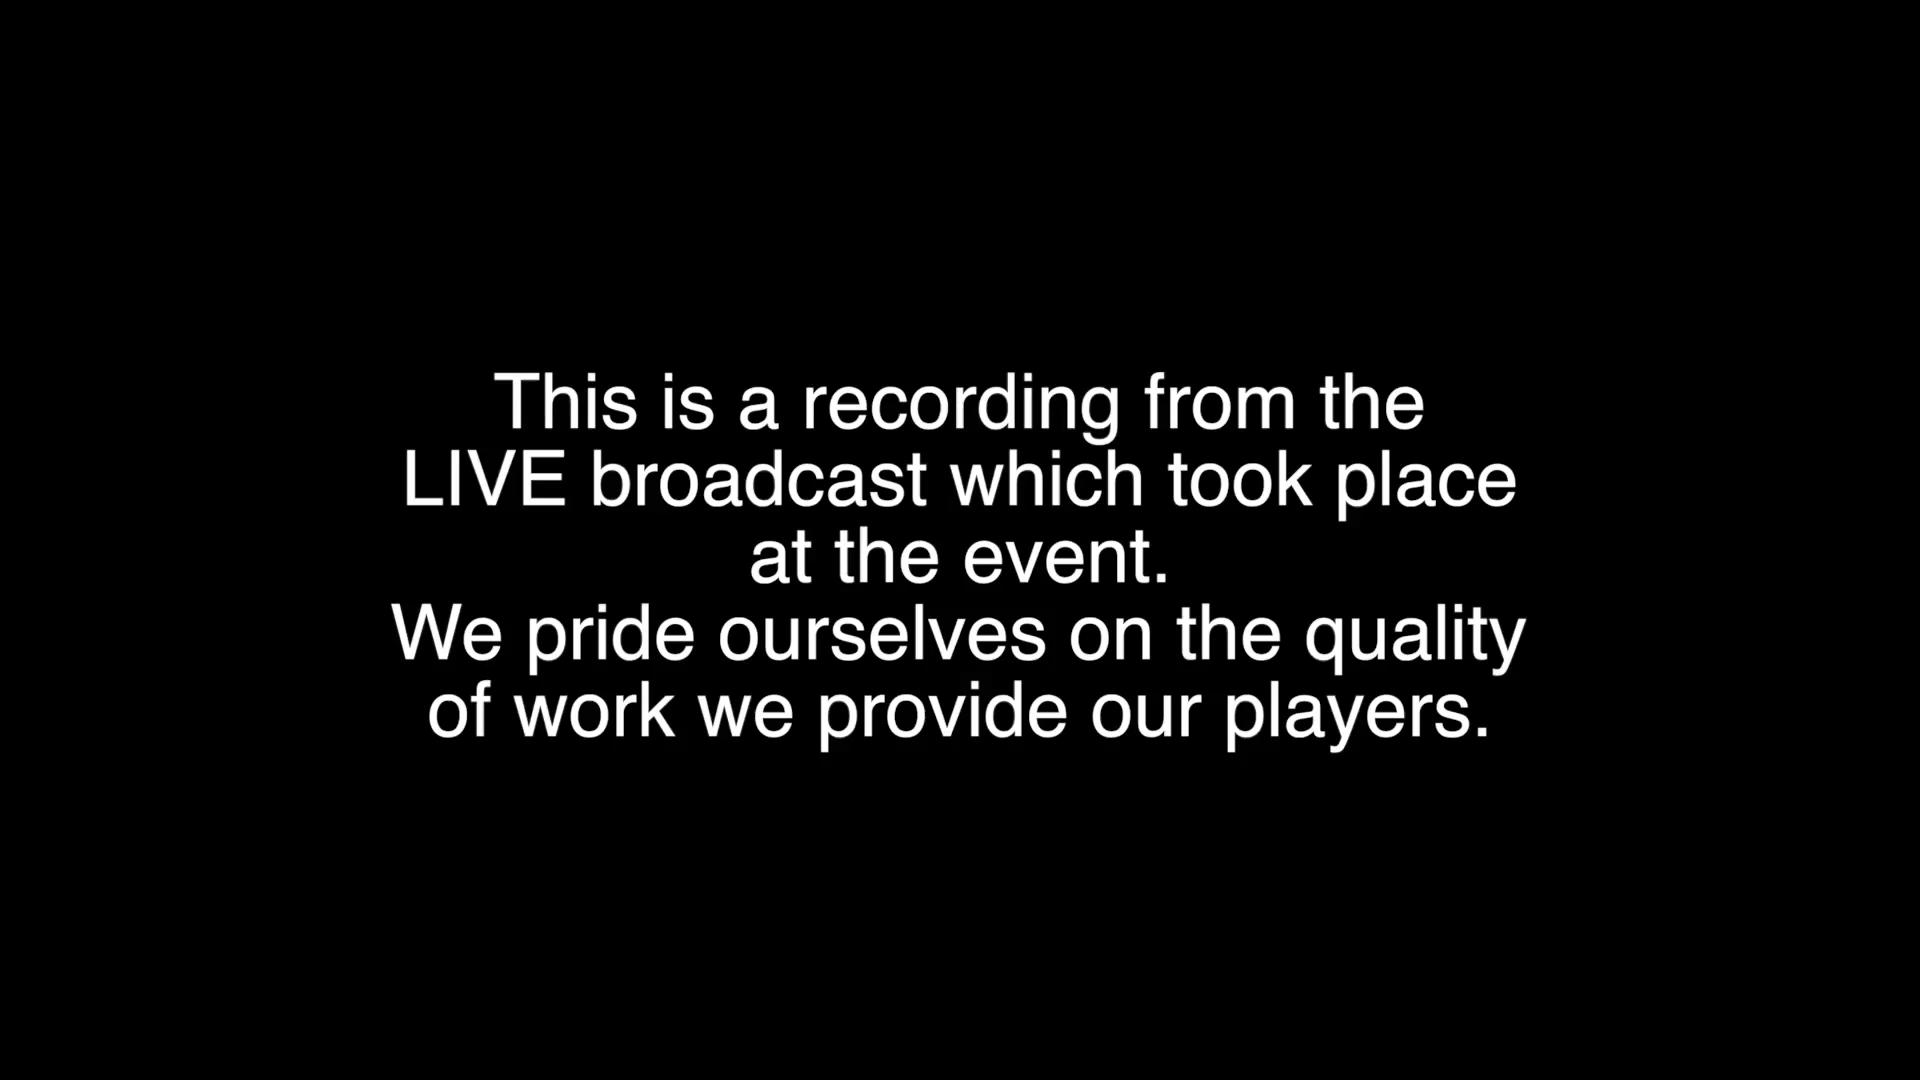 This is a recording from the
LIVE broadcast which took place
at the event.
We pride ourselves on the quality
of work we provide our players.